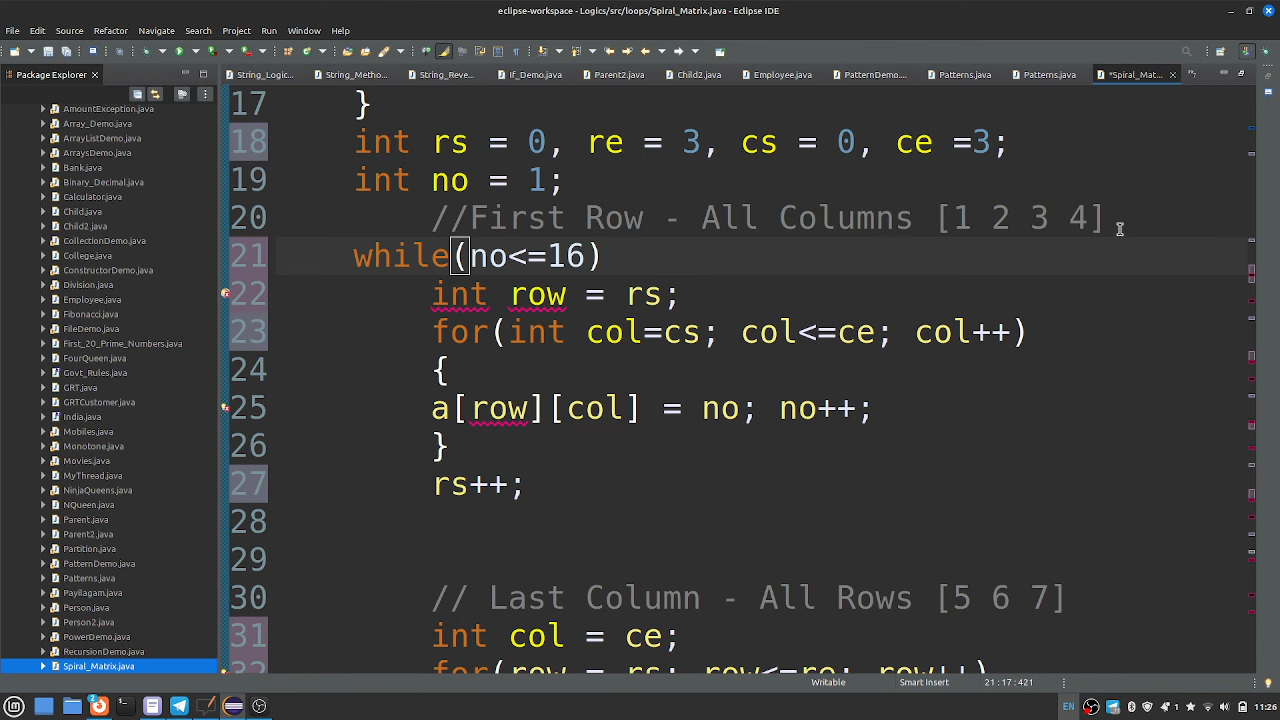 eclipse-workspace - Logics/src/loops/Spiral_Matrix.java - Eclipse IDE
File Edit Source Refactor Navigate Search Project Run Window Help
Package Explorer
String_Logic...
String_Metho...
String_Reve...
If_Demo.java
Parent2.java
Child2.java
Employee.java
PatternDemo....
Patterns.java
Patterns.java
*Spiral_Mat...
AmountException.java
Array_Demo.java
ArrayListDemo.java
ArraysDemo.java
Bank.java
Binary_Decimal.java
Calculator.java
Child.java
Child2.java
CollectionDemo.java
College.java
ConstructorDemo.java
Division.java
Employee.java
Fibonacci.java
FileDemo.java
First_20_Prime_Numbers.java
FourQueen.java
Govt_Rules.java
GRT.java
GRTCustomer.java
India.java
Mobiles.java
Monotone.java
Movies.java
MyThread.java
NinjaQueens.java
NQueen.java
Parent.java
Parent2.java
Partition.java
PatternDemo.java
Patterns.java
Payilagam.java
Person.java
Person2.java
PowerDemo.java
RecursionDemo.java
Spiral_Matrix.java
17 }
18 int rs = 0, re = 3, cs = 0, ce =3;
19 int no = 1;
20 //First Row - All Columns [1 2 3 4]
21 while(no<=16)
22 int row = rs;
23 for(int col=cs; col<=ce; col++)
24 {
25 a[row][col] = no; no++;
26 }
27 rs++;
28
29
30 // Last Column - All Rows [5 6 7]
31 int col = ce;
32 for(row = rs; row<=re; row++)
Writable
Smart Insert
21 : 17 : 421
2
EN
1
11:26